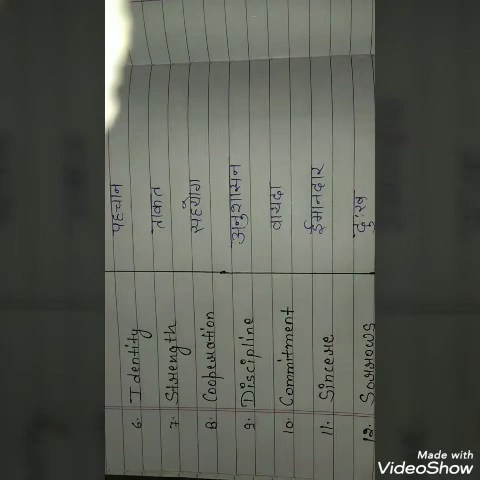 6. Identity पहचान
7. Strength ताकत
8. Cooperation सहयोग
9. Discipline अनुशासन
10. Commitment वायदा
11. Sincere ईमानदार
12. Sorrows दुःख
Made with
VideoShow